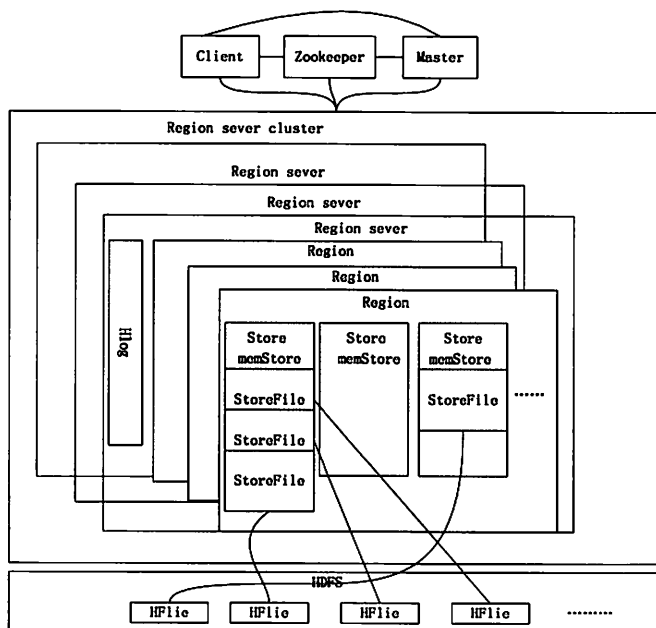 Client
Zookeeper
Master
Region sever cluster
Region sever
Region sever
Region sever
Region
Region
Region
Hlog
Store
memStore
StoreFile
StoreFile
StoreFile
Store
memStore
Store
memStore
StoreFile
........
HDFS
HFlie
HFlie
HFlie
HFlie
.........